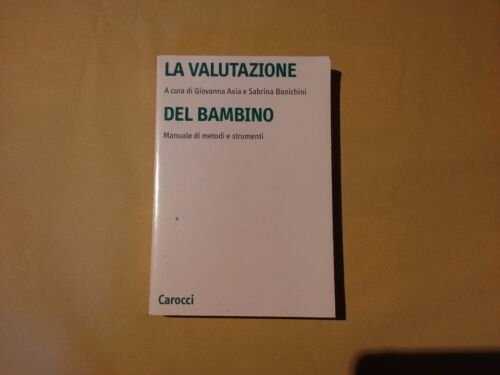 LA VALUTAZIONE
A cura di Giovanna Axia e Sabrina Bonichini
DEL BAMBINO
Manuale di metodi e strumenti
Carocci